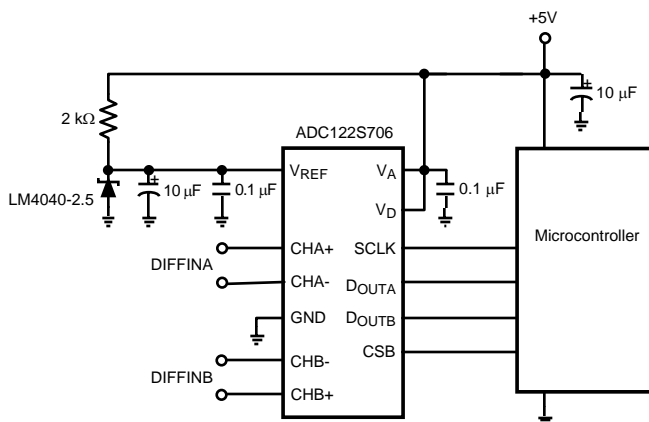 +5V
10 µF
2 kΩ
ADC122S706
VREF
VA
LM4040-2.5
10 µF
0.1 µF
0.1 µF
VD
Microcontroller
DIFFINA
CHA+
SCLK
CHA-
DOUTA
GND
DOUTB
CHB-
CSB
DIFFINB
CHB+